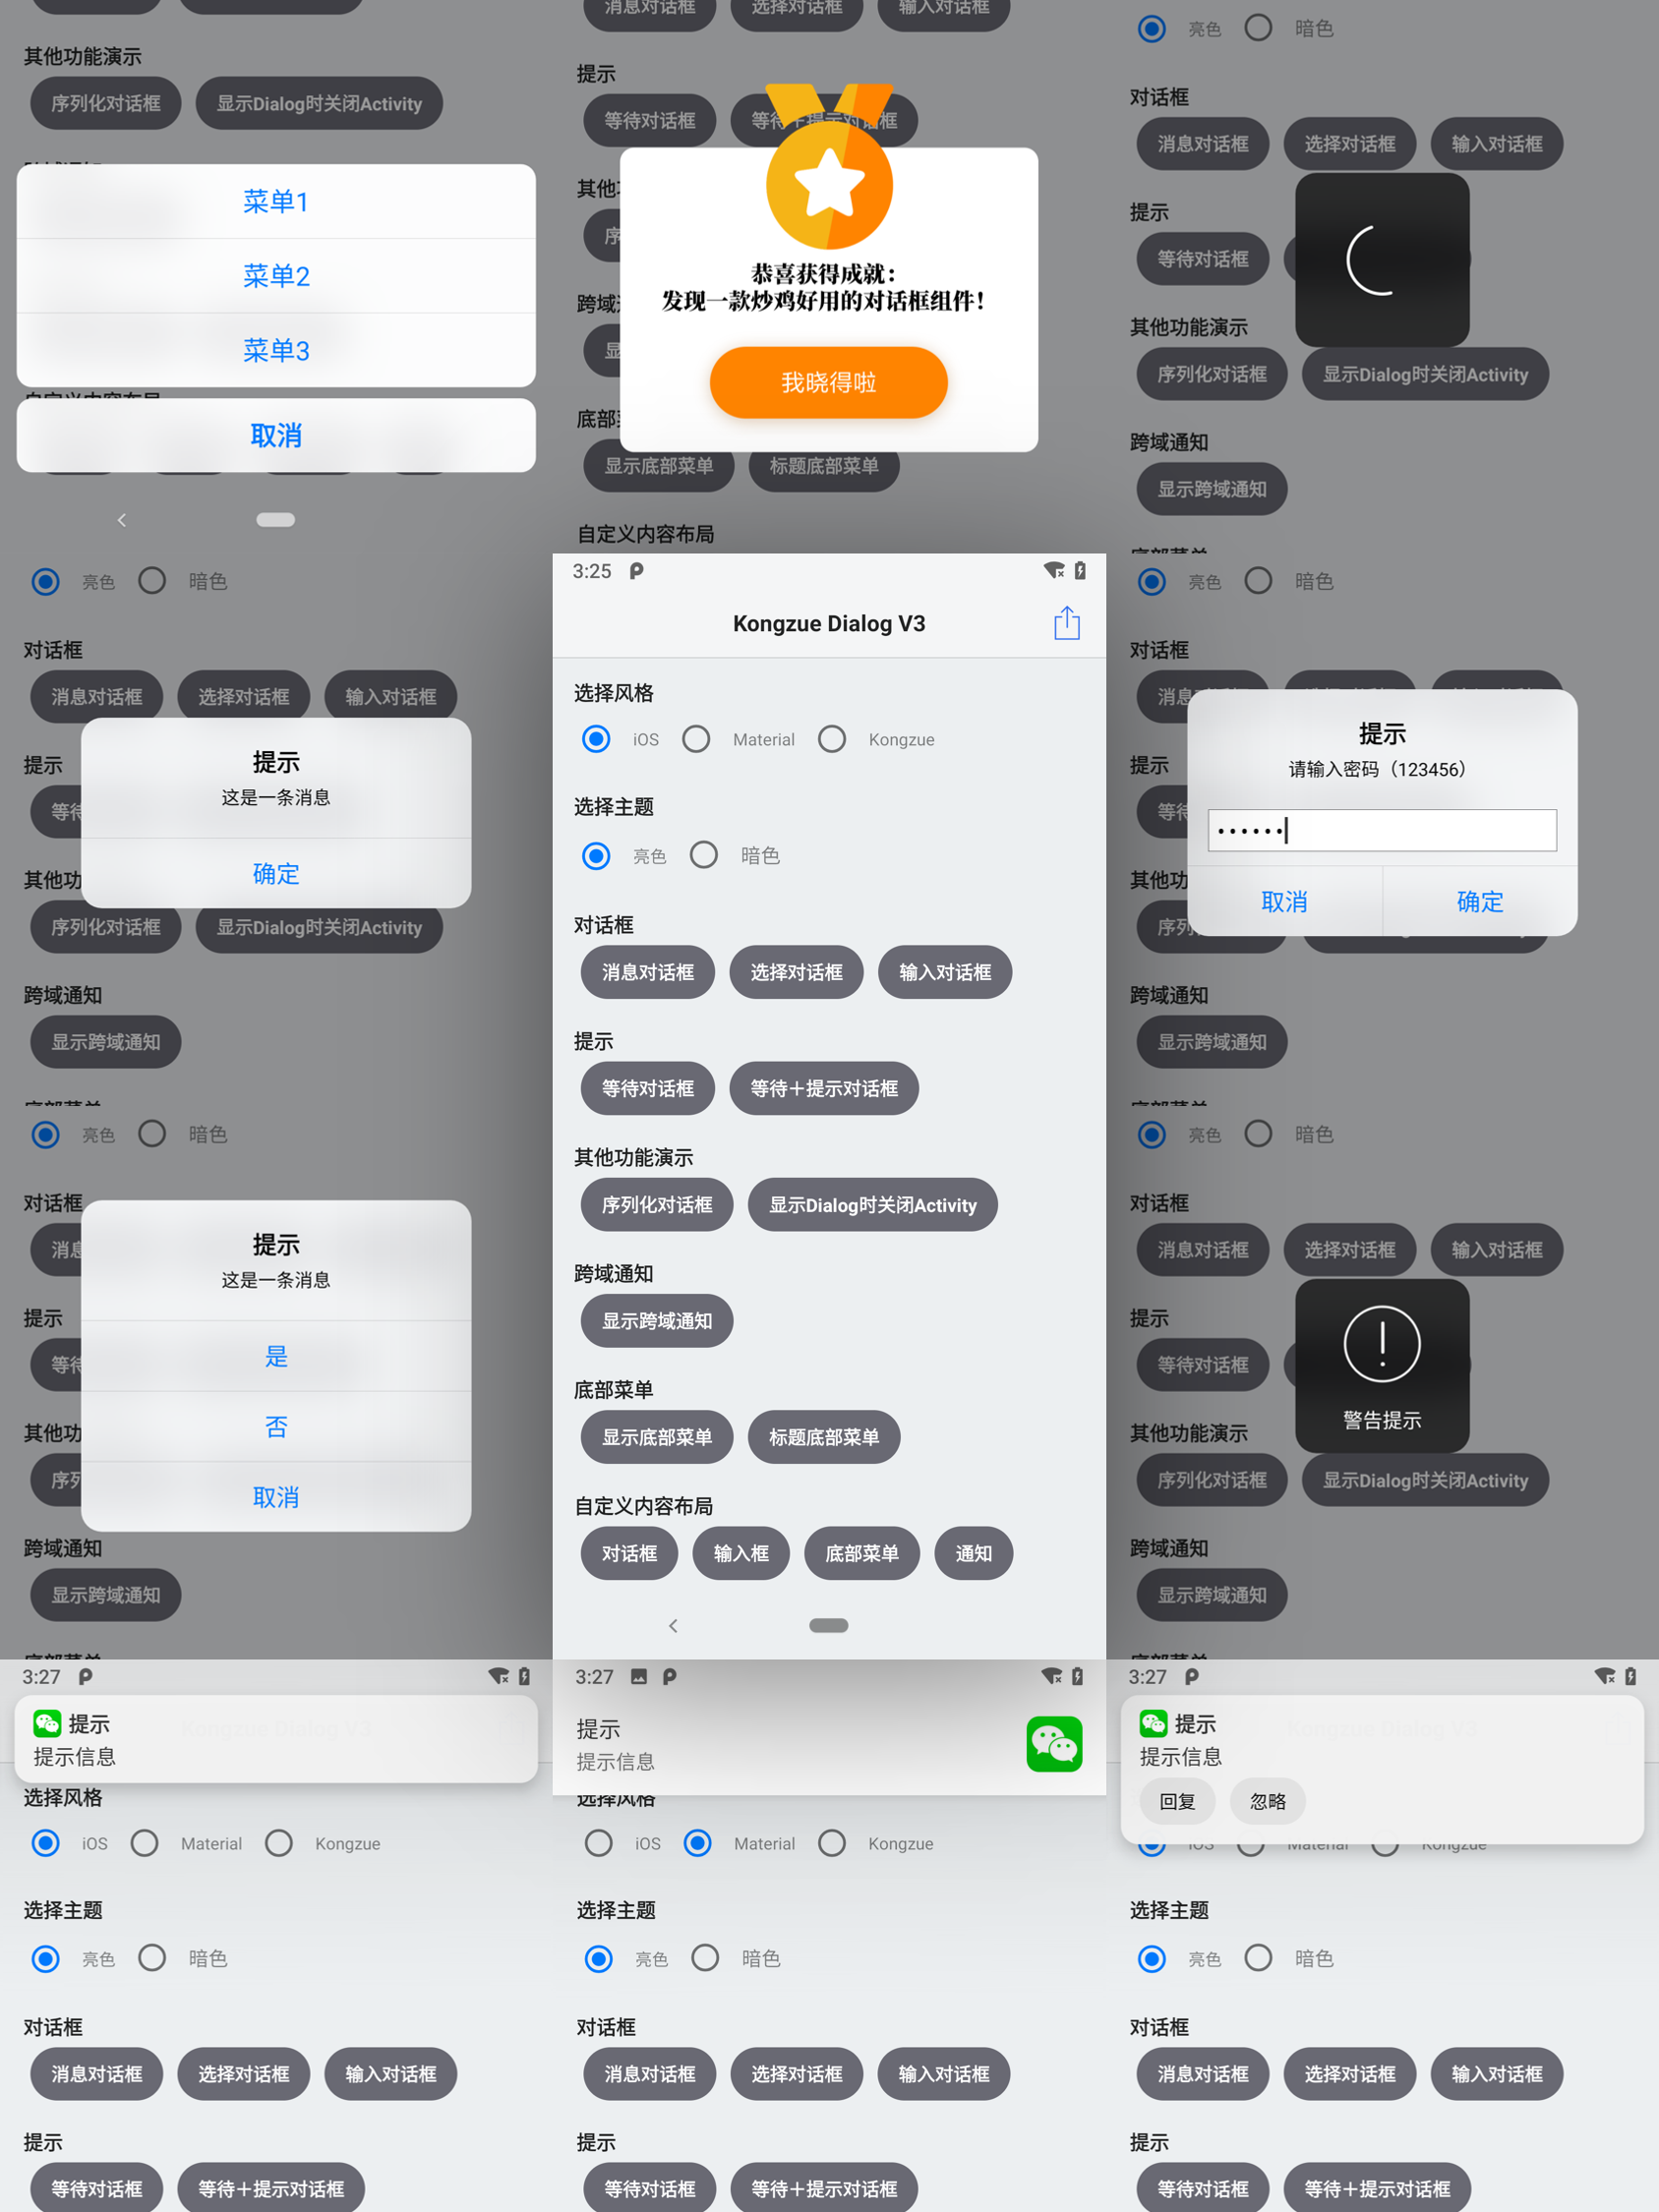 其他功能演示
序列化对话框 显示Dialog时关闭Activity
菜单1
菜单2
菜单3
取消
消息对话框 选择对话框 输入对话框
提示
等待对话框
恭喜获得成就：
发现一款炒鸡好用的对话框组件！
我晓得啦
显示底部菜单 标题底部菜单
自定义内容布局
亮色 暗色
对话框
消息对话框 选择对话框 输入对话框
提示
等待对话框
其他功能演示
序列化对话框 显示Dialog时关闭Activity
跨域通知
显示跨域通知
亮色 暗色
对话框
消息对话框 选择对话框 输入对话框
提示
提示
这是一条消息
确定
序列化对话框 显示Dialog时关闭Activity
跨域通知
显示跨域通知
3:25
Kongzue Dialog V3
选择风格
iOS Material Kongzue
选择主题
亮色 暗色
对话框
消息对话框 选择对话框 输入对话框
提示
等待对话框 等待+提示对话框
其他功能演示
序列化对话框 显示Dialog时关闭Activity
跨域通知
显示跨域通知
底部菜单
显示底部菜单 标题底部菜单
自定义内容布局
对话框 输入框 底部菜单 通知
亮色 暗色
对话框
提示
提示
请输入密码（123456）
取消 确定
跨域通知
显示跨域通知
亮色 暗色
对话框
提示
提示
这是一条消息
是
否
取消
跨域通知
显示跨域通知
亮色 暗色
对话框
消息对话框 选择对话框 输入对话框
提示
等待对话框
警告提示
其他功能演示
序列化对话框 显示Dialog时关闭Activity
跨域通知
显示跨域通知
3:27
提示
提示信息
选择风格
iOS Material Kongzue
选择主题
亮色 暗色
对话框
消息对话框 选择对话框 输入对话框
提示
等待对话框 等待+提示对话框
3:27
提示
提示信息
选择风格
iOS Material Kongzue
选择主题
亮色 暗色
对话框
消息对话框 选择对话框 输入对话框
提示
等待对话框 等待+提示对话框
3:27
提示
提示信息
回复 忽略
iOS Material Kongzue
选择主题
亮色 暗色
对话框
消息对话框 选择对话框 输入对话框
提示
等待对话框 等待+提示对话框